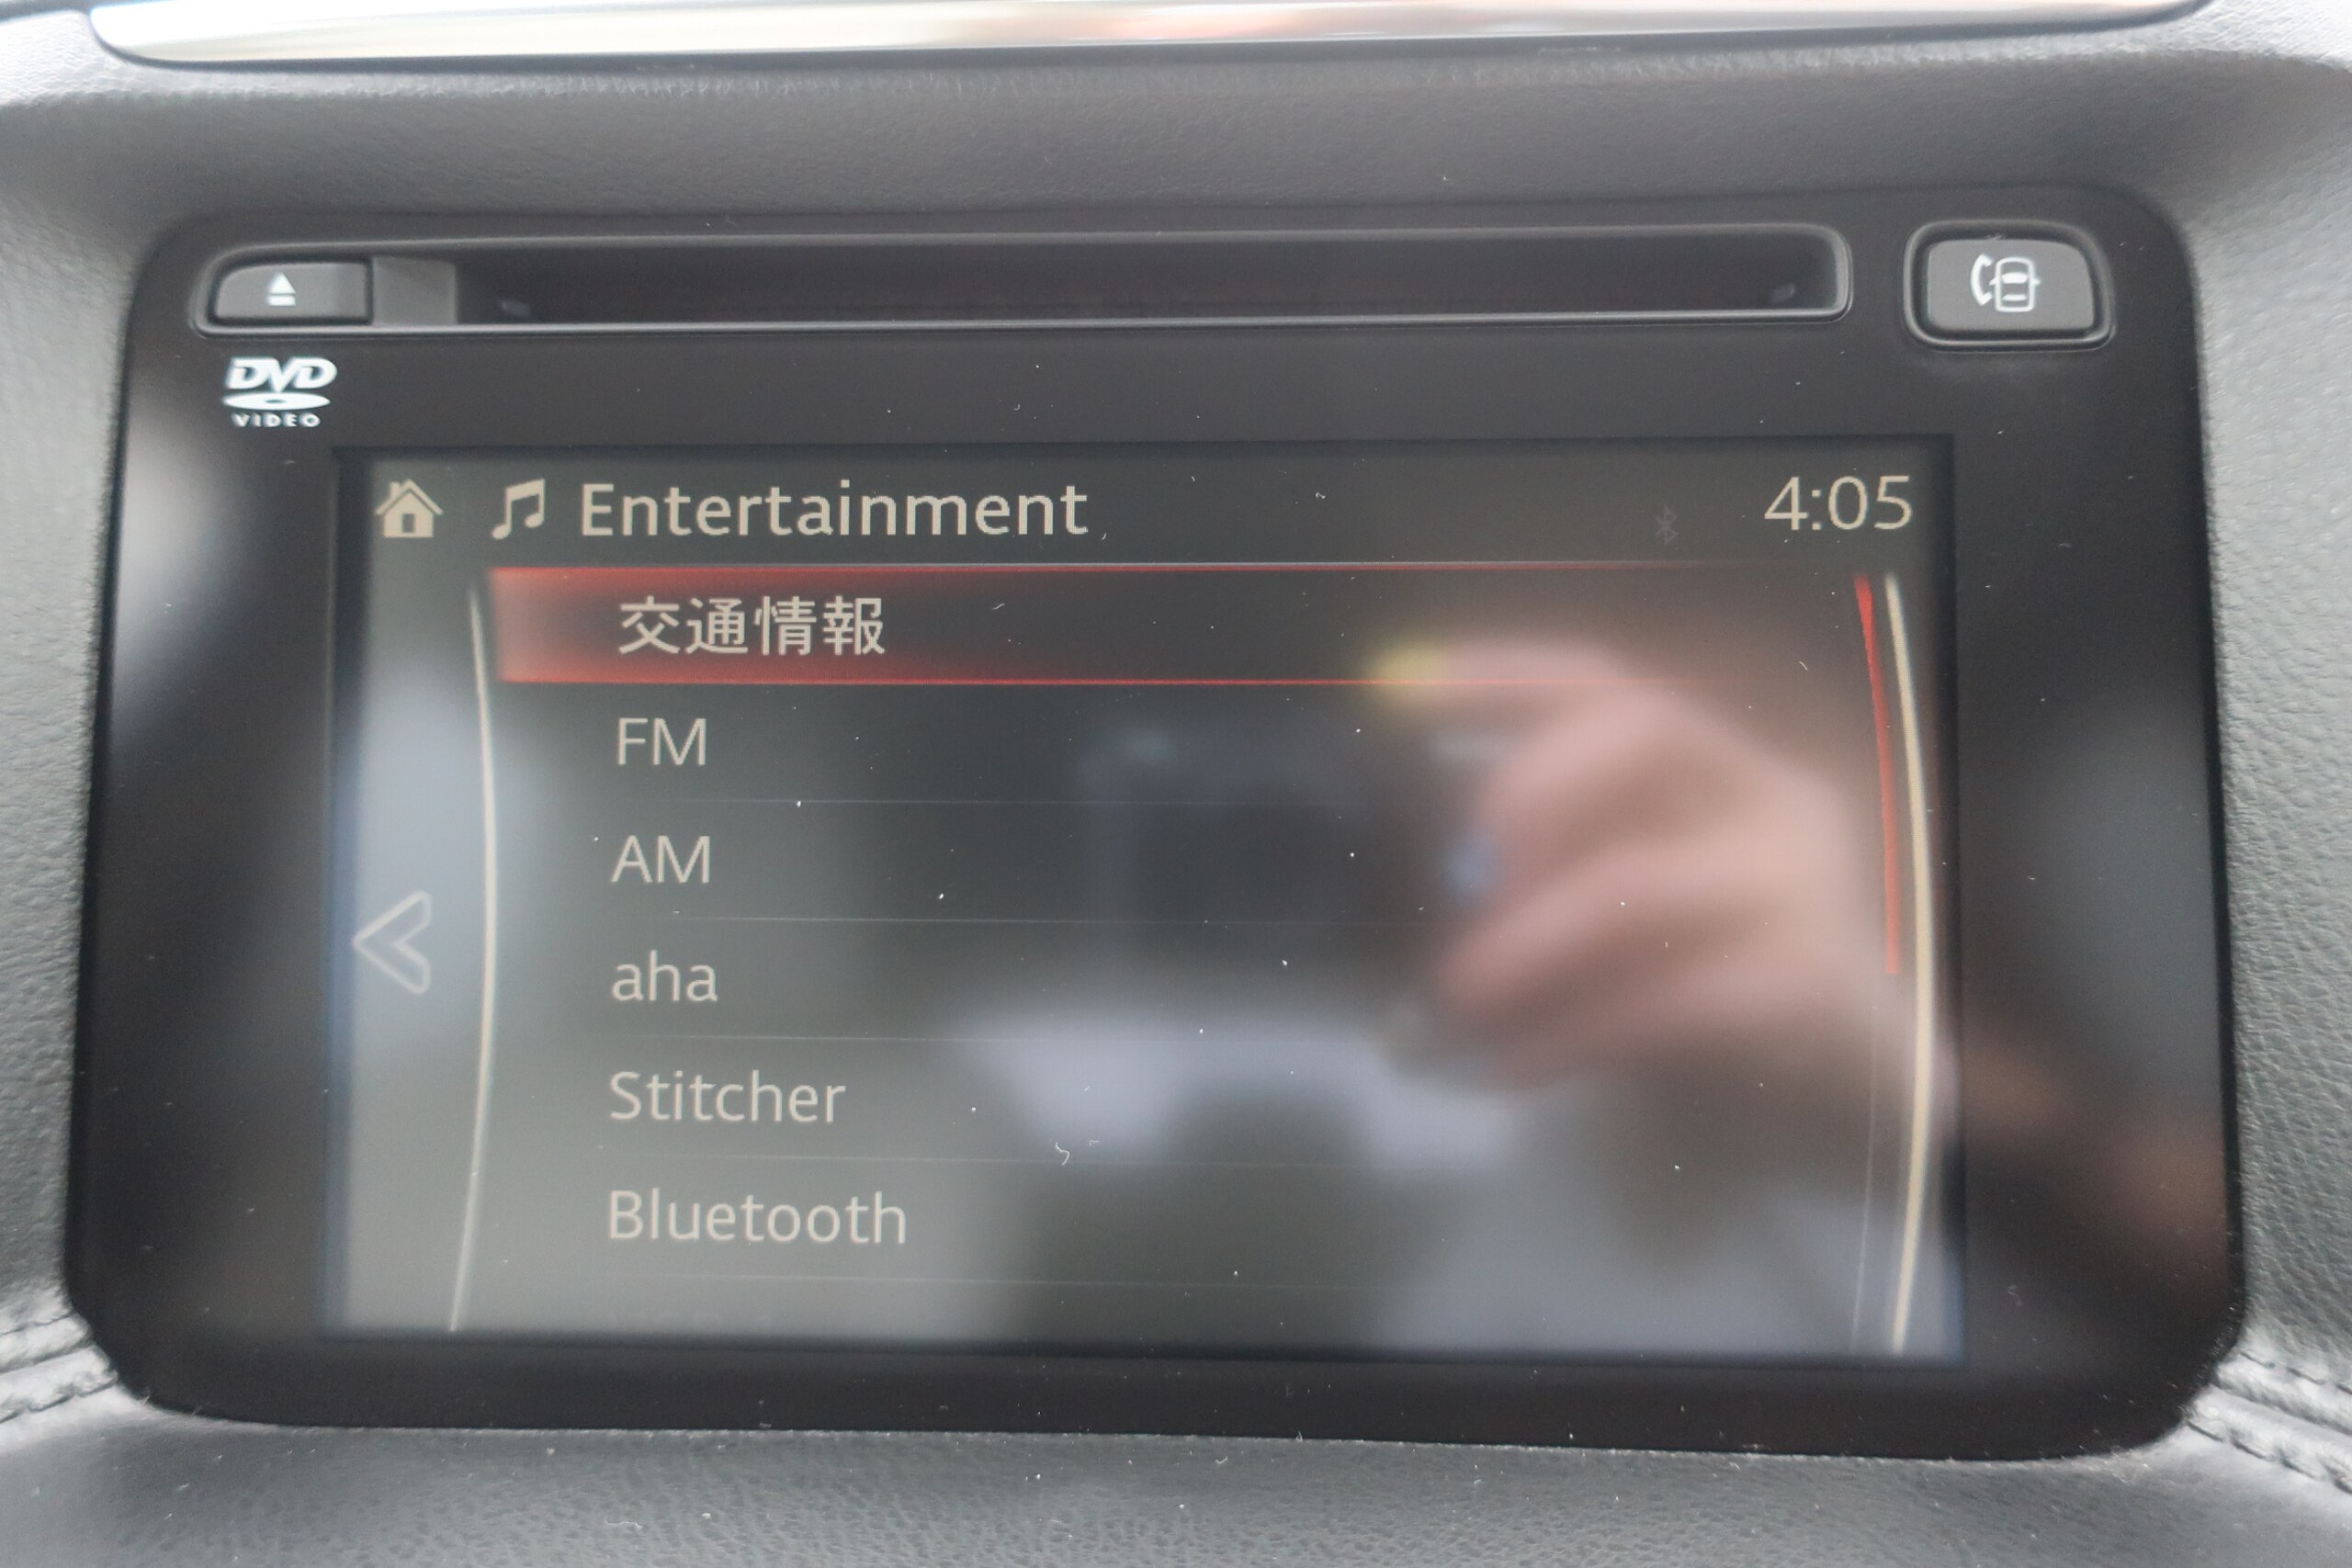 DVD
VIDEO
Entertainment
4:05
交通情報
FM
AM
aha
Stitcher
Bluetooth